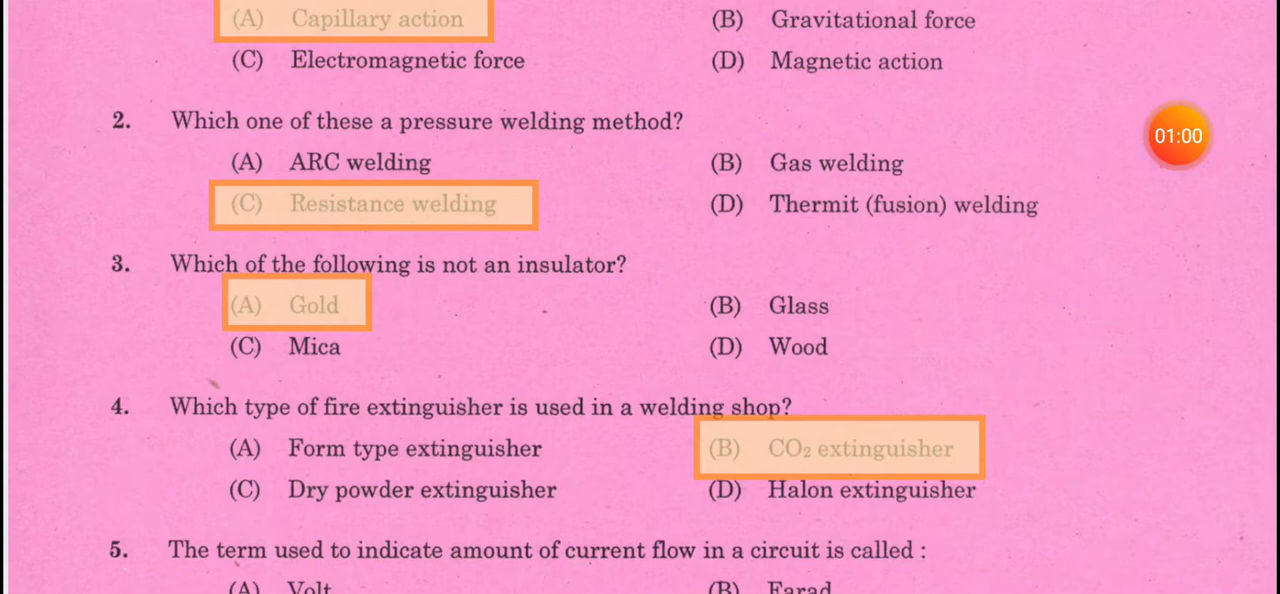 (A) Capillary action (B) Gravitational force
(C) Electromagnetic force (D) Magnetic action
2. Which one of these a pressure welding method?
(A) ARC welding (B) Gas welding
(C) Resistance welding (D) Thermit (fusion) welding
3. Which of the following is not an insulator?
(A) Gold (B) Glass
(C) Mica (D) Wood
4. Which type of fire extinguisher is used in a welding shop?
(A) Form type extinguisher (B) CO₂ extinguisher
(C) Dry powder extinguisher (D) Halon extinguisher
5. The term used to indicate amount of current flow in a circuit is called :
(A) Volt (B) Farad
01:00